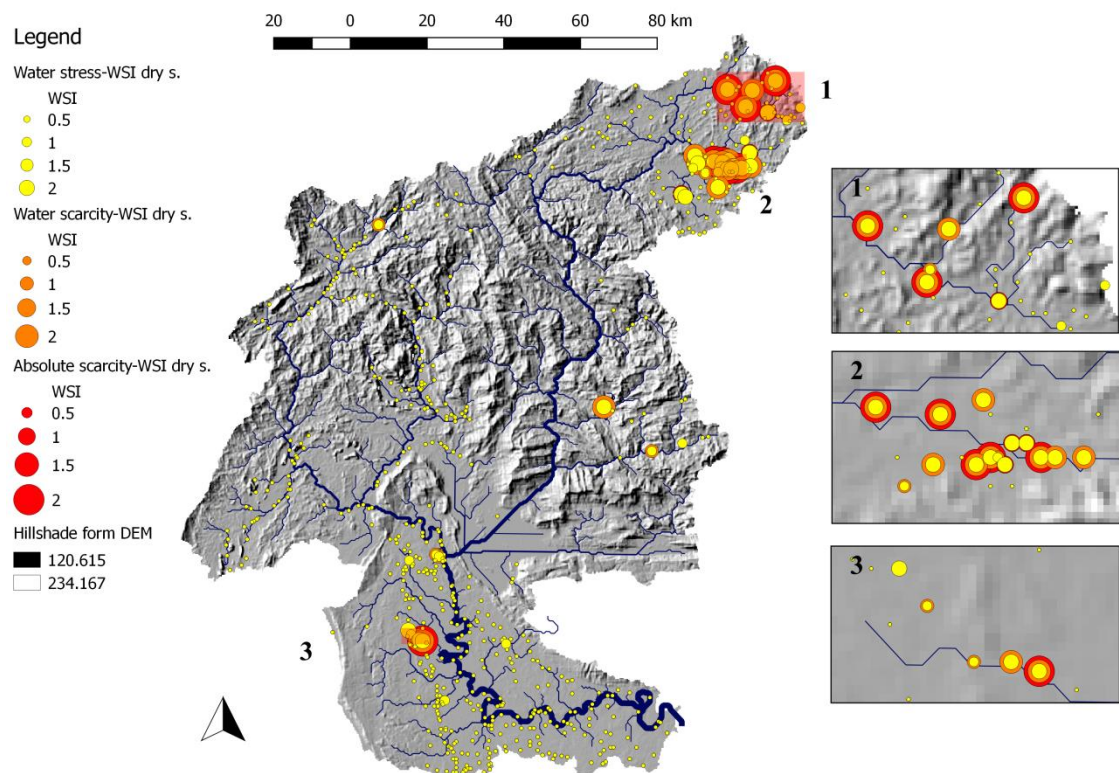 20 0 20 40 60 80 km
Legend
Water stress-WSI dry s.
WSI
0.5
1
1.5
2
Water scarcity-WSI dry s.
WSI
0.5
1
1.5
2
Absolute scarcity-WSI dry s.
WSI
0.5
1
1.5
2
Hillshade form DEM
120.615
234.167
1
2
3
1
2
3